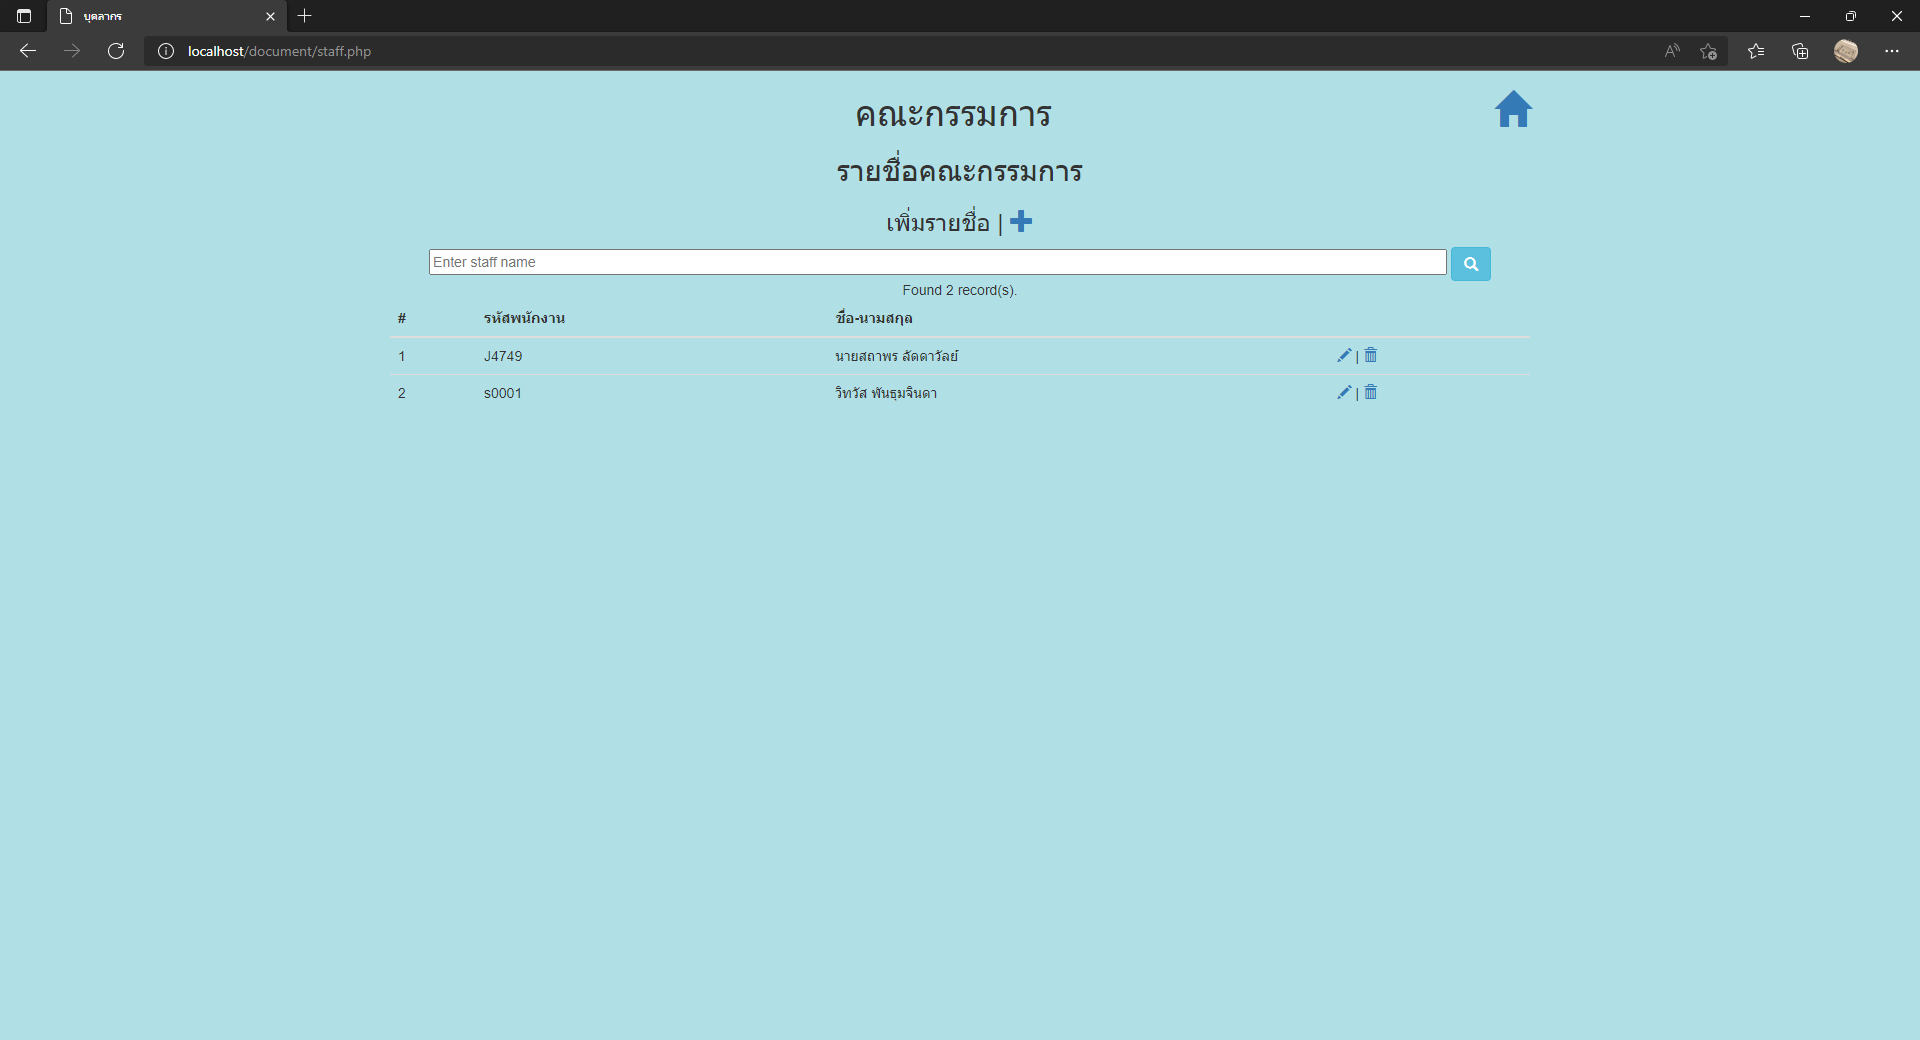 บุคลากร
localhost/document/staff.php
คณะกรรมการ
รายชื่อคณะกรรมการ
เพิ่มรายชื่อ |
Enter staff name
Found 2 record(s).
# รหัสพนักงาน ชื่อ-นามสกุล
1 J4749 นายสถาพร ลัดดาวัลย์ |
2 s0001 วิทวัส พันธุมจินดา |